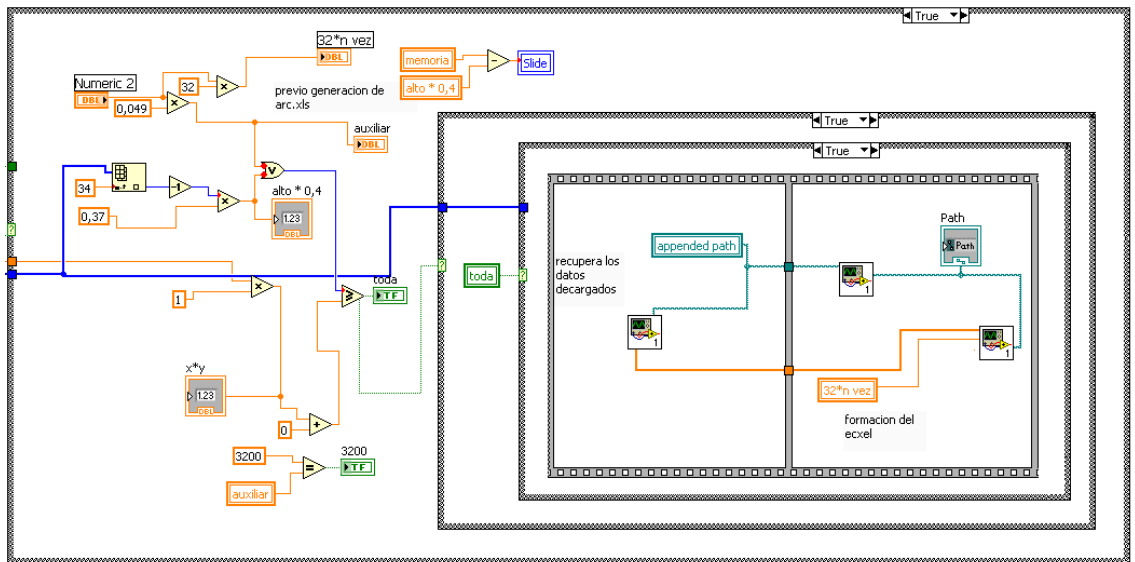 True
32*n vez
DBL
memoria
Slide
alto * 0,4
Numeric 2
DBL
32
0,049
previo generacion de
arc.xls
auxiliar
DBL
True
True
34
-1
alto * 0,4
1.23
DBL
0,37
toda
TF
1
x*y
1.23
DBL
0
3200
3200
TF
auxiliar
toda
recupera los
datos
decargados
appended path
1
Path
Path
1
1
32*n vez
formacion del
ecxel